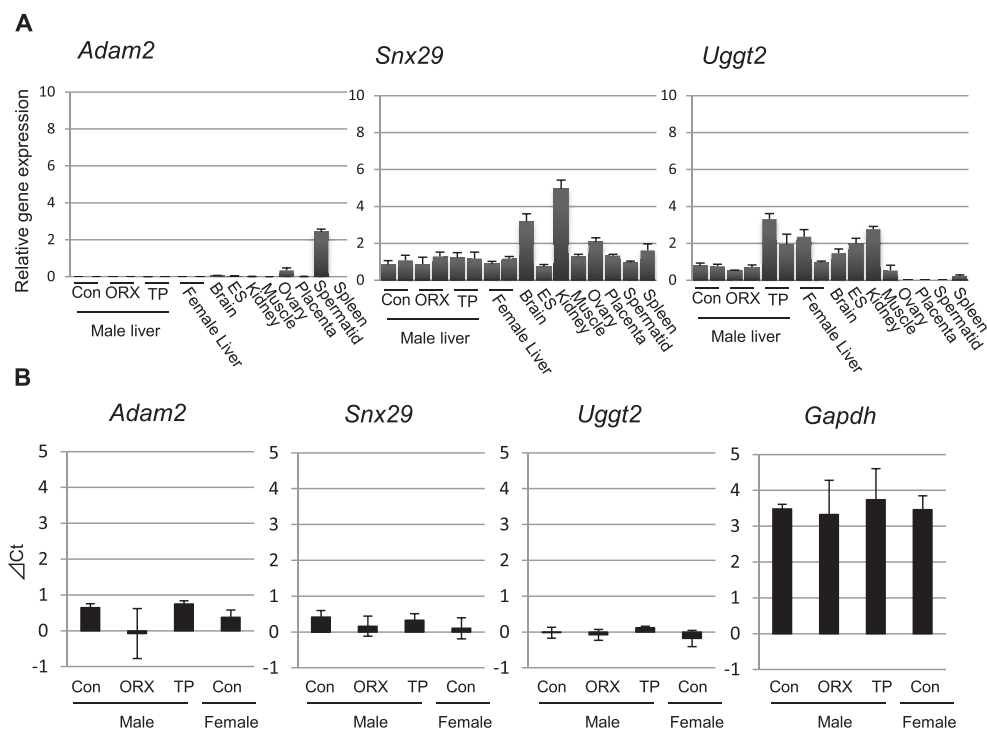 A
Adam2
Snx29
Uggt2
Relative gene expression
10
8
6
4
2
0
10
8
6
4
2
0
10
8
6
4
2
0
Con ORX TP
Male liver
Female Liver
Brain
ES
Kidney
Muscle
Ovary
Placenta
Spermatid
Spleen
Con ORX TP
Male liver
Female Liver
Brain
ES
Kidney
Muscle
Ovary
Placenta
Spermatid
Spleen
Con ORX TP
Male liver
Female Liver
Brain
ES
Kidney
Muscle
Ovary
Placenta
Spermatid
Spleen
B
Adam2
Snx29
Uggt2
Gapdh
⊿Ct
5
4
3
2
1
0
-1
Con ORX TP Con
Male Female
5
4
3
2
1
0
-1
Con ORX TP Con
Male Female
5
4
3
2
1
0
-1
Con ORX TP Con
Male Female
5
4
3
2
1
0
-1
Con ORX TP Con
Male Female